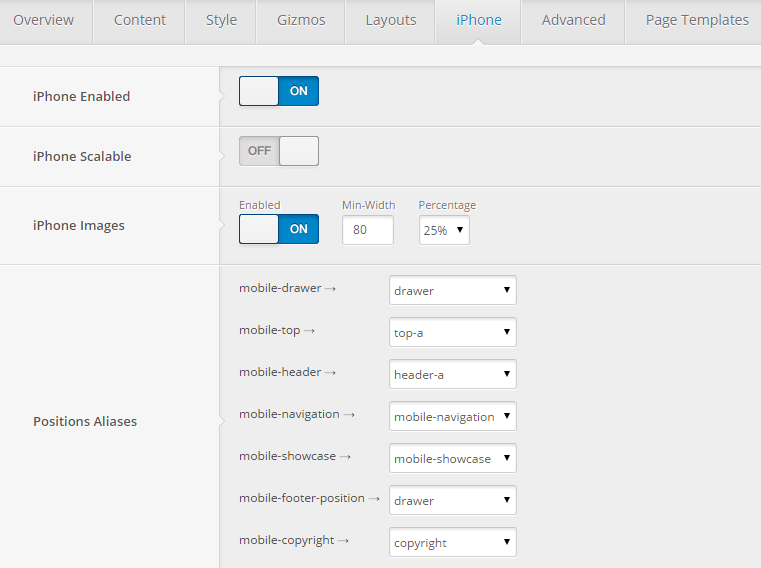 Overview Content Style Gizmos Layouts iPhone Advanced Page Templates
iPhone Enabled ON
iPhone Scalable OFF
Enabled Min-Width Percentage
iPhone Images ON 80 25%
mobile-drawer → drawer
mobile-top → top-a
mobile-header → header-a
Positions Aliases mobile-navigation → mobile-navigation
mobile-showcase → mobile-showcase
mobile-footer-position → drawer
mobile-copyright → copyright